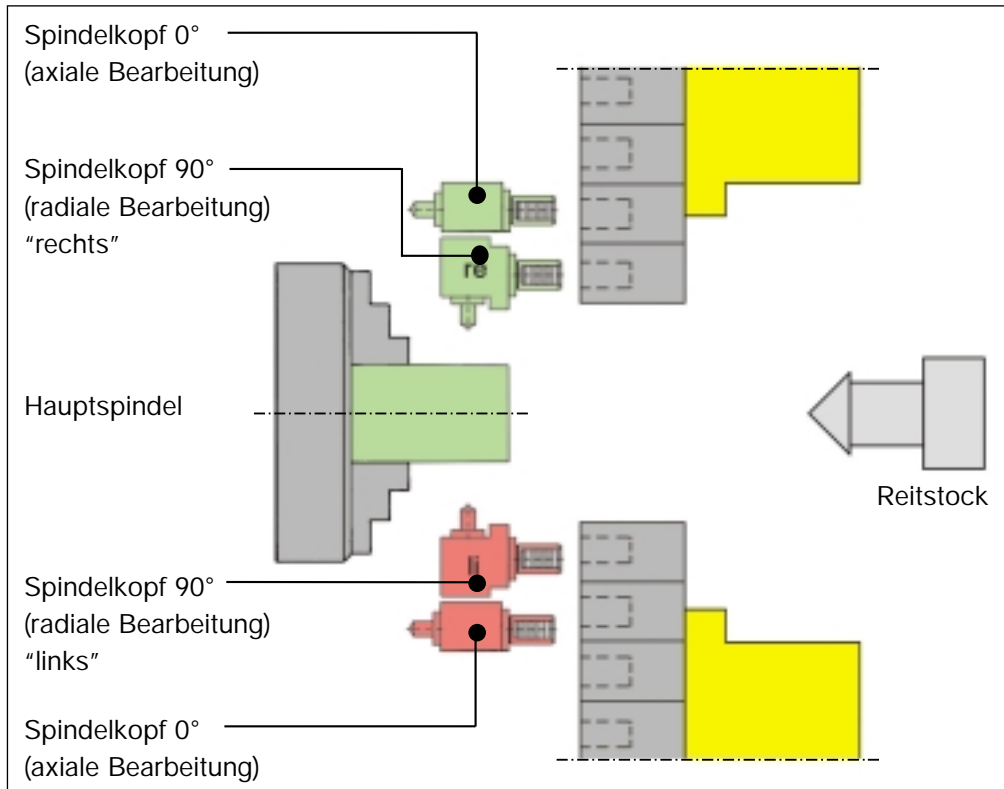 Spindelkopf 0°
(axiale Bearbeitung)
Spindelkopf 90°
(radiale Bearbeitung)
“rechts”
re
Hauptspindel
Reitstock
li
Spindelkopf 90°
(radiale Bearbeitung)
“links”
Spindelkopf 0°
(axiale Bearbeitung)